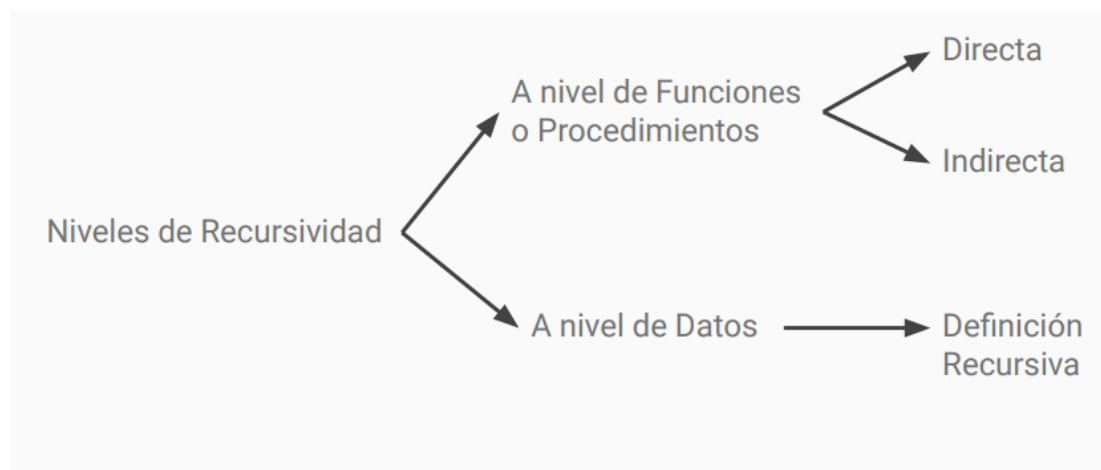 Niveles de Recursividad
A nivel de Funciones
o Procedimientos
Directa
Indirecta
A nivel de Datos
Definición
Recursiva